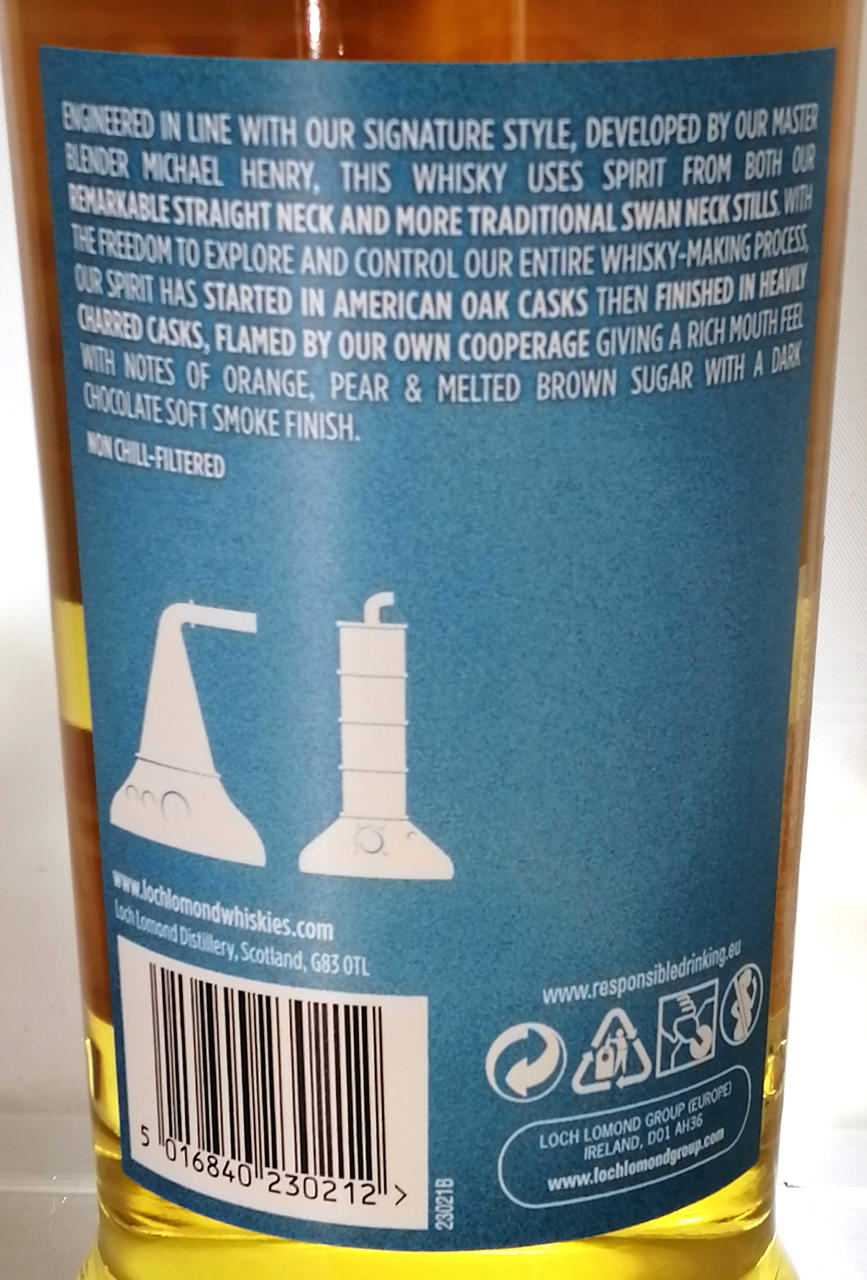 ENGINEERED IN LINE WITH OUR SIGNATURE STYLE, DEVELOPED BY OUR MASTER
BLENDER MICHAEL HENRY, THIS WHISKY USES SPIRIT FROM BOTH OUR
REMARKABLE STRAIGHT NECK AND MORE TRADITIONAL SWAN NECK STILLS. WITH
THE FREEDOM TO EXPLORE AND CONTROL OUR ENTIRE WHISKY-MAKING PROCESS,
OUR SPIRIT HAS STARTED IN AMERICAN OAK CASKS THEN FINISHED IN HEAVILY
CHARRED CASKS, FLAMED BY OUR OWN COOPERAGE GIVING A RICH MOUTH FEEL
WITH NOTES OF ORANGE, PEAR & MELTED BROWN SUGAR WITH A DARK
CHOCOLATE SOFT SMOKE FINISH.
NON CHILL-FILTERED
www.lochlomondwhiskies.com
Loch Lomond Distillery, Scotland, G83 0TL
5 016840 230212 >
23021B
www.responsibledrinking.eu
LOCH LOMOND GROUP (EUROPE)
IRELAND, D01 AH36
www.lochlomondgroup.com